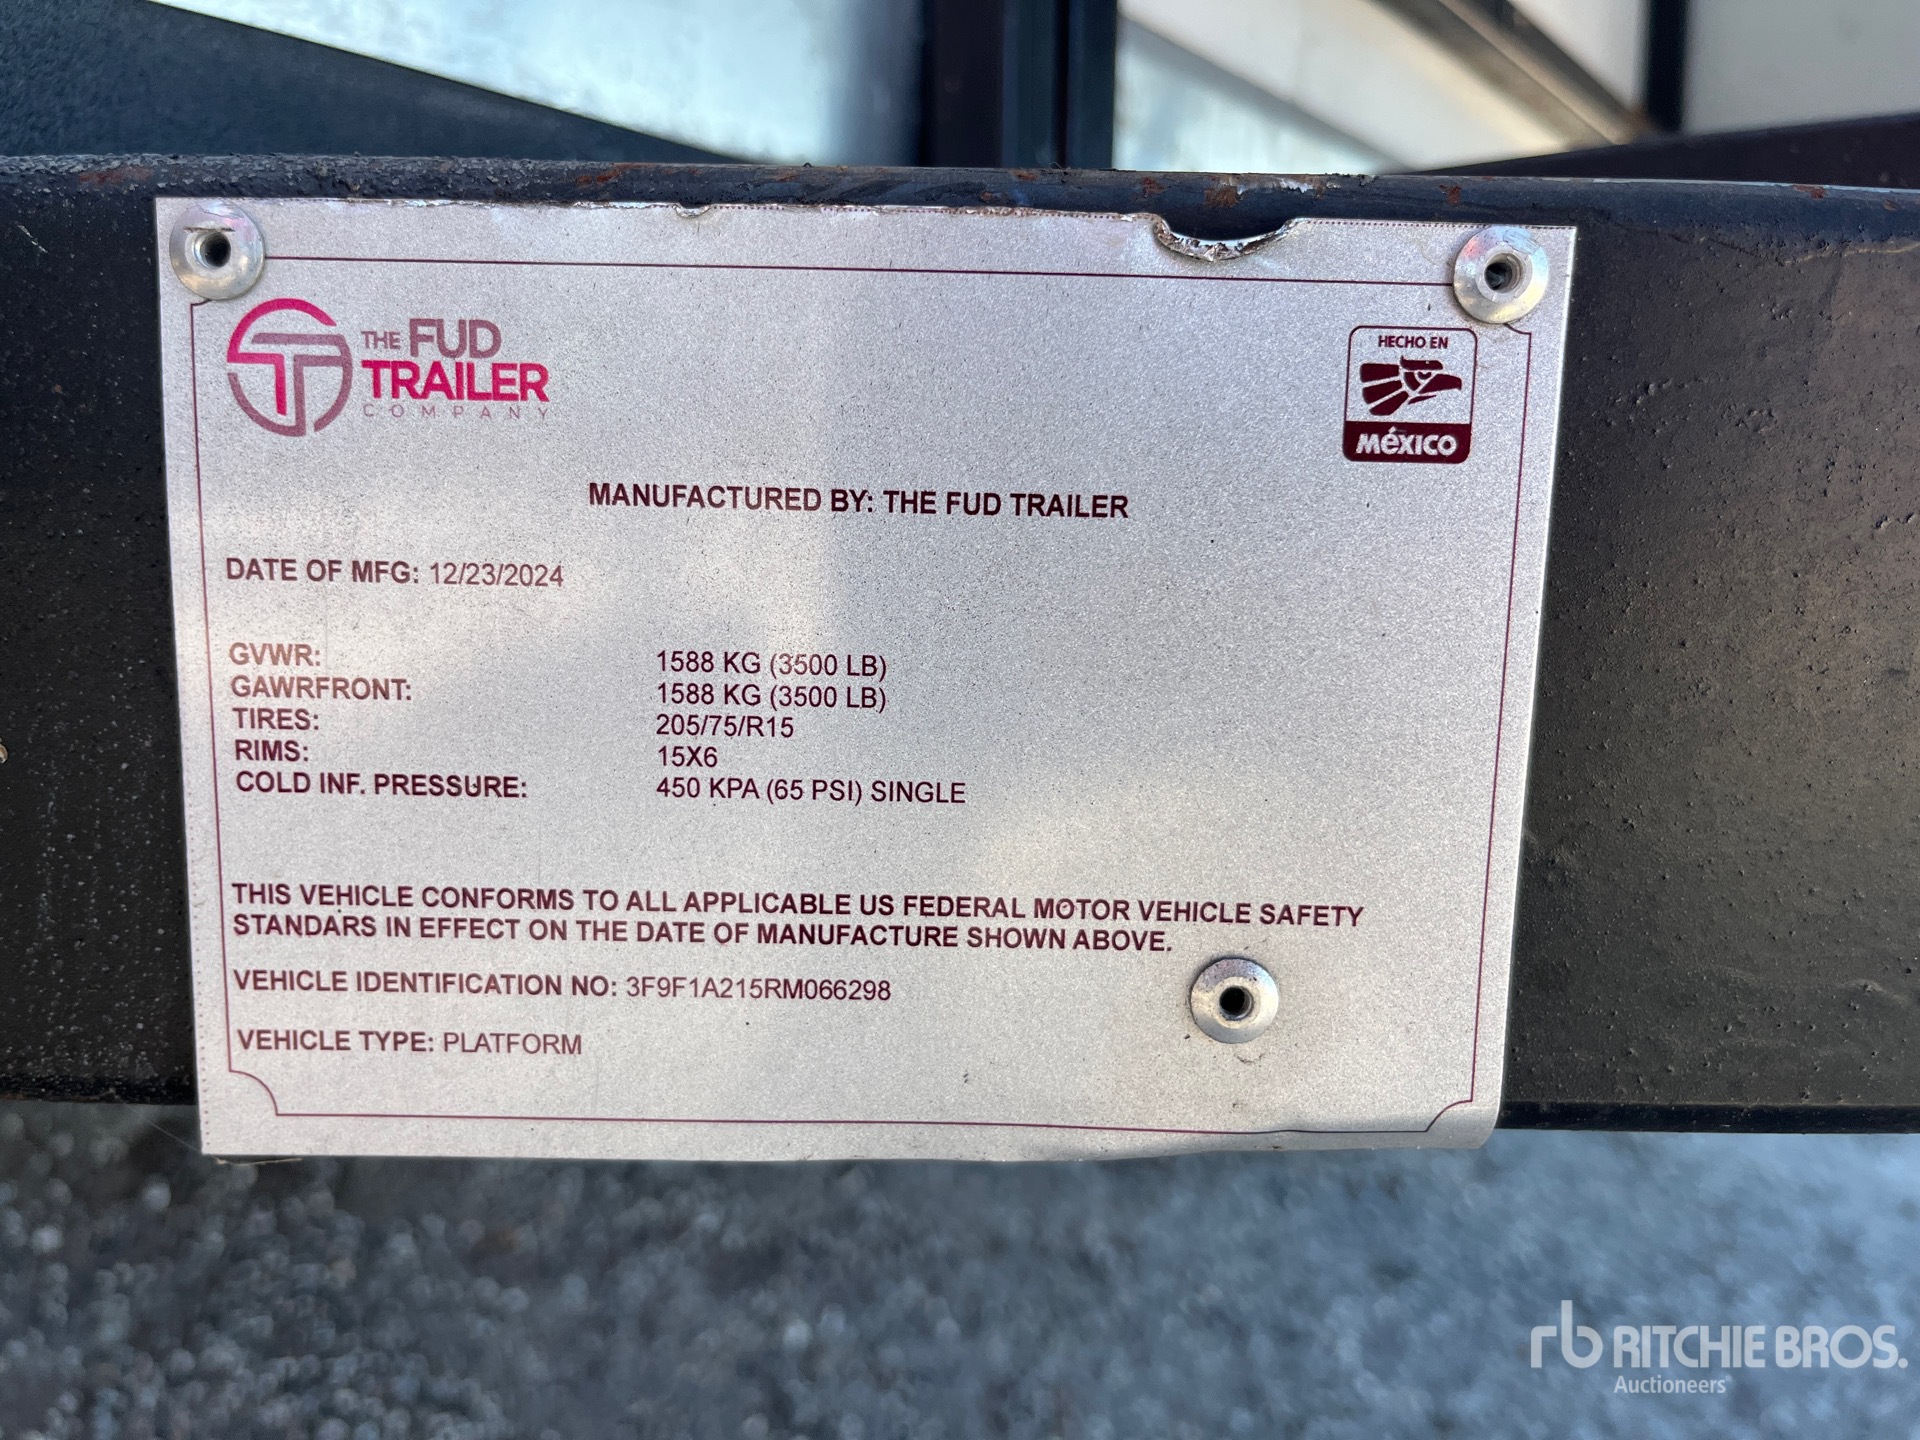 THE FUD
TRAILER
COMPANY
HECHO EN
MéXICO
MANUFACTURED BY: THE FUD TRAILER
DATE OF MFG: 12/23/2024
GVWR: 1588 KG (3500 LB)
GAWRFRONT: 1588 KG (3500 LB)
TIRES: 205/75/R15
RIMS: 15X6
COLD INF. PRESSURE: 450 KPA (65 PSI) SINGLE
THIS VEHICLE CONFORMS TO ALL APPLICABLE US FEDERAL MOTOR VEHICLE SAFETY
STANDARS IN EFFECT ON THE DATE OF MANUFACTURE SHOWN ABOVE.
VEHICLE IDENTIFICATION NO: 3F9F1A215RM066298
VEHICLE TYPE: PLATFORM
rb RITCHIE BROS.
Auctioneers